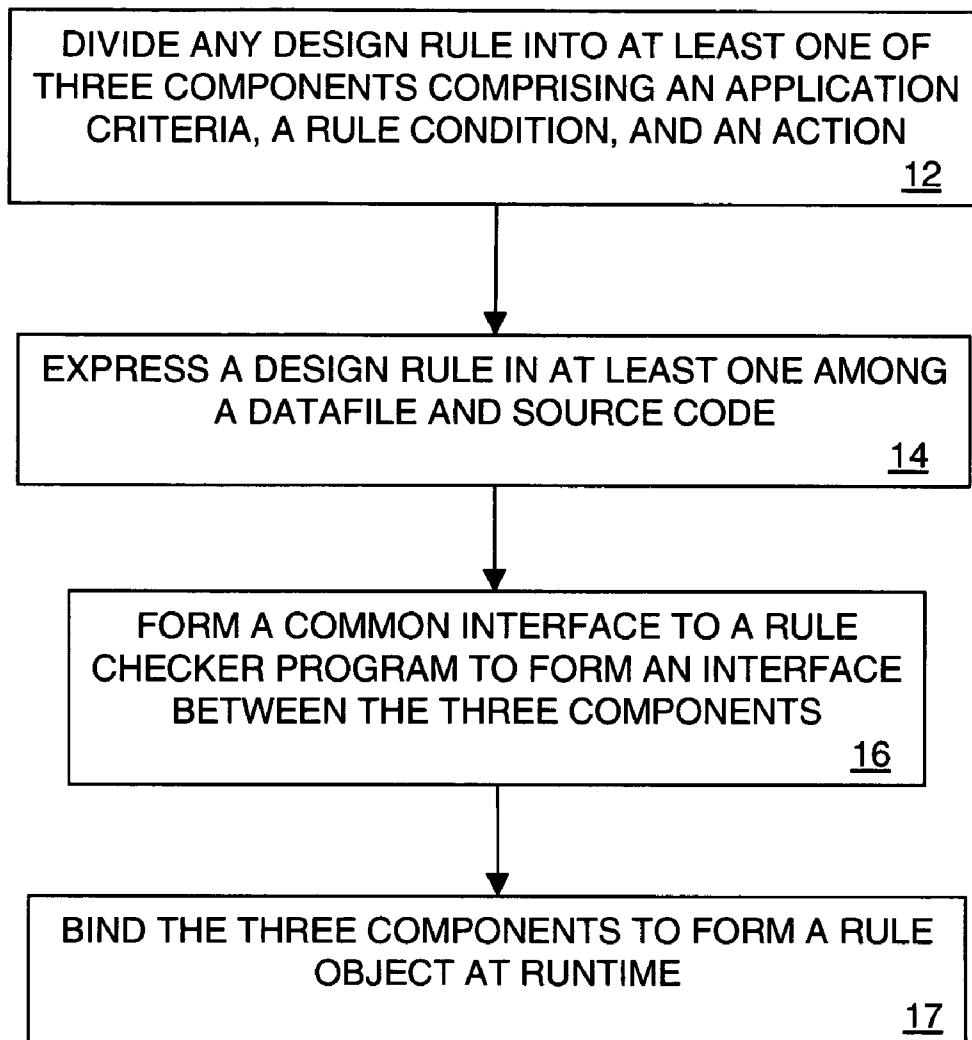 DIVIDE ANY DESIGN RULE INTO AT LEAST ONE OF
THREE COMPONENTS COMPRISING AN APPLICATION
CRITERIA, A RULE CONDITION, AND AN ACTION
12
EXPRESS A DESIGN RULE IN AT LEAST ONE AMONG
A DATAFILE AND SOURCE CODE
14
FORM A COMMON INTERFACE TO A RULE
CHECKER PROGRAM TO FORM AN INTERFACE
BETWEEN THE THREE COMPONENTS
16
BIND THE THREE COMPONENTS TO FORM A RULE
OBJECT AT RUNTIME
17